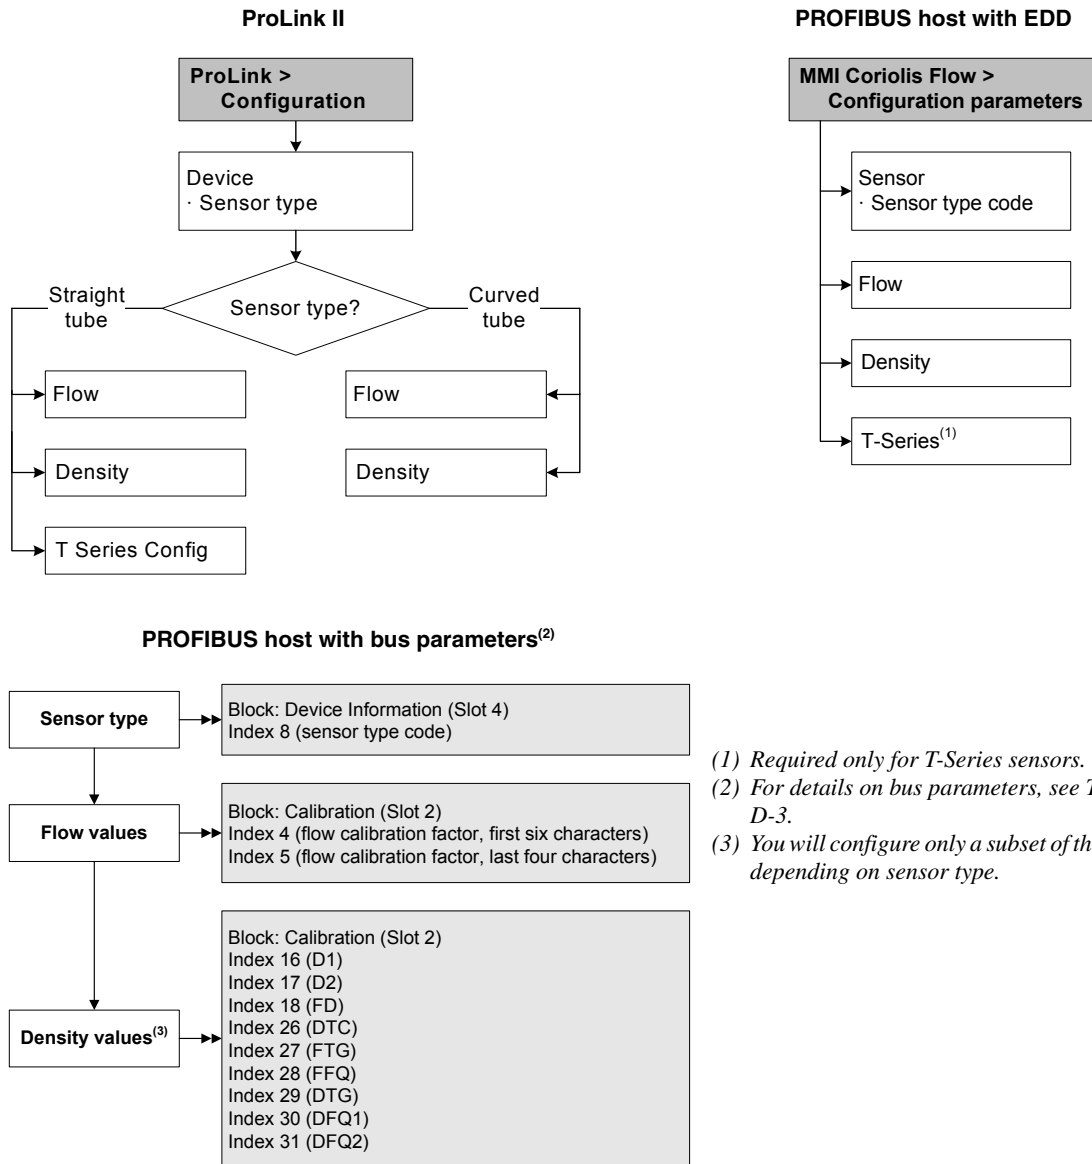 ProLink II
ProLink >
Configuration
Device
· Sensor type
Sensor type?
Straight
tube
Curved
tube
Flow
Density
T Series Config
Flow
Density
PROFIBUS host with EDD
MMI Coriolis Flow >
Configuration parameters
Sensor
· Sensor type code
Flow
Density
T-Series(1)
PROFIBUS host with bus parameters(2)
Sensor type
Block: Device Information (Slot 4)
Index 8 (sensor type code)
Flow values
Block: Calibration (Slot 2)
Index 4 (flow calibration factor, first six characters)
Index 5 (flow calibration factor, last four characters)
Density values(3)
Block: Calibration (Slot 2)
Index 16 (D1)
Index 17 (D2)
Index 18 (FD)
Index 26 (DTC)
Index 27 (FTG)
Index 28 (FFQ)
Index 29 (DTG)
Index 30 (DFQ1)
Index 31 (DFQ2)
(1) Required only for T-Series sensors.
(2) For details on bus parameters, see
D-3.
(3) You will configure only a subset of
depending on sensor type.